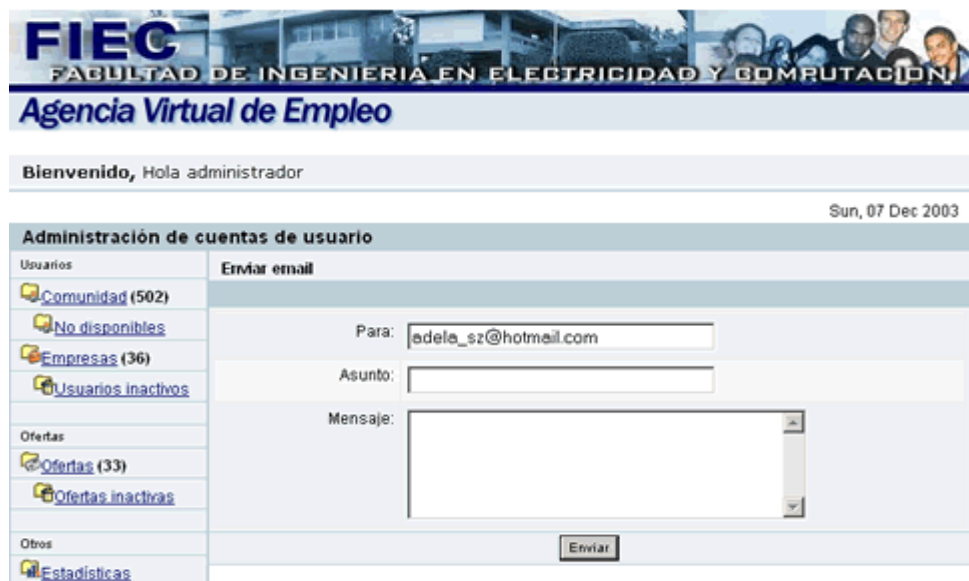 FIEC
FACULTAD DE INGENIERIA EN ELECTRICIDAD Y COMPUTACION
Agencia Virtual de Empleo
Bienvenido, Hola administrador
Sun, 07 Dec 2003
Administración de cuentas de usuario
Usuarios
Comunidad (502)
No disponibles
Empresas (36)
Usuarios inactivos
Ofertas
Ofertas (33)
Ofertas inactivas
Otros
Estadísticas
Enviar email
Para: adela_sz@hotmail.com
Asunto:
Mensaje:
Enviar